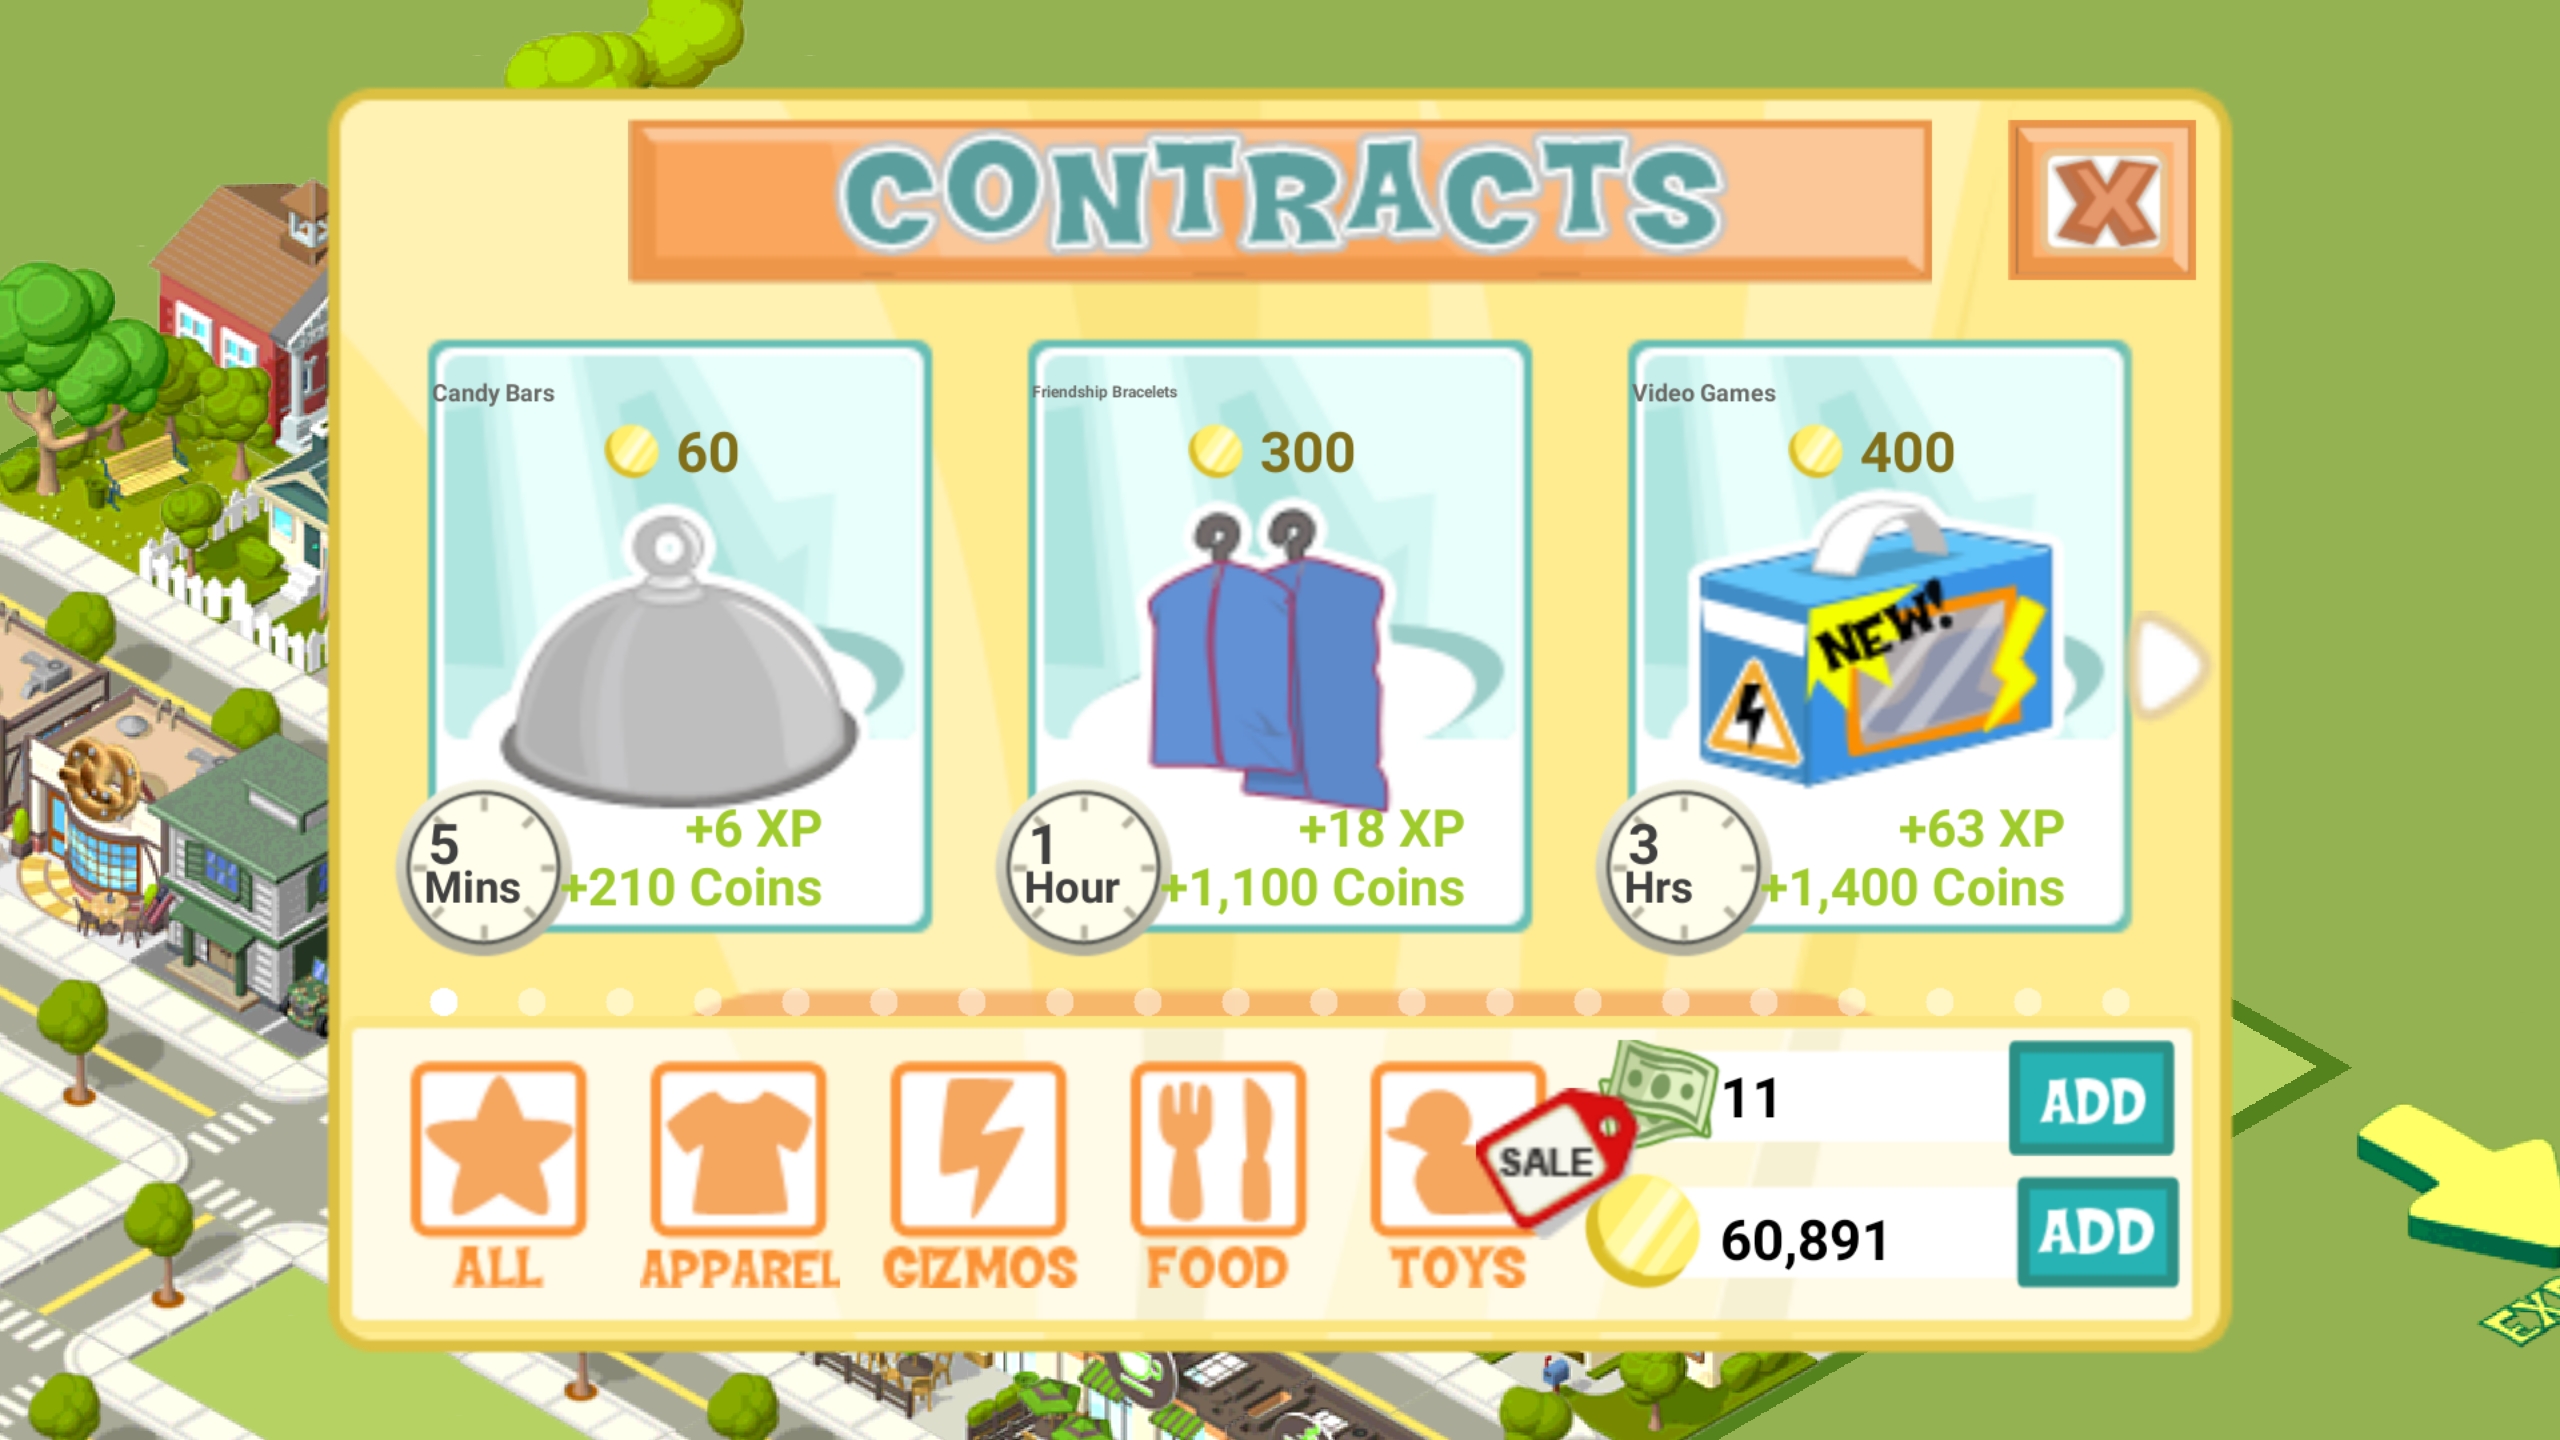 CONTRACTS
X
Candy Bars
60
5
Mins
+6 XP
+210 Coins
Friendship Bracelets
300
1
Hour
+18 XP
+1,100 Coins
Video Games
400
NEW!
3
Hrs
+63 XP
+1,400 Coins
ALL
APPAREL
GIZMOS
FOOD
TOYS
SALE
11
ADD
60,891
ADD